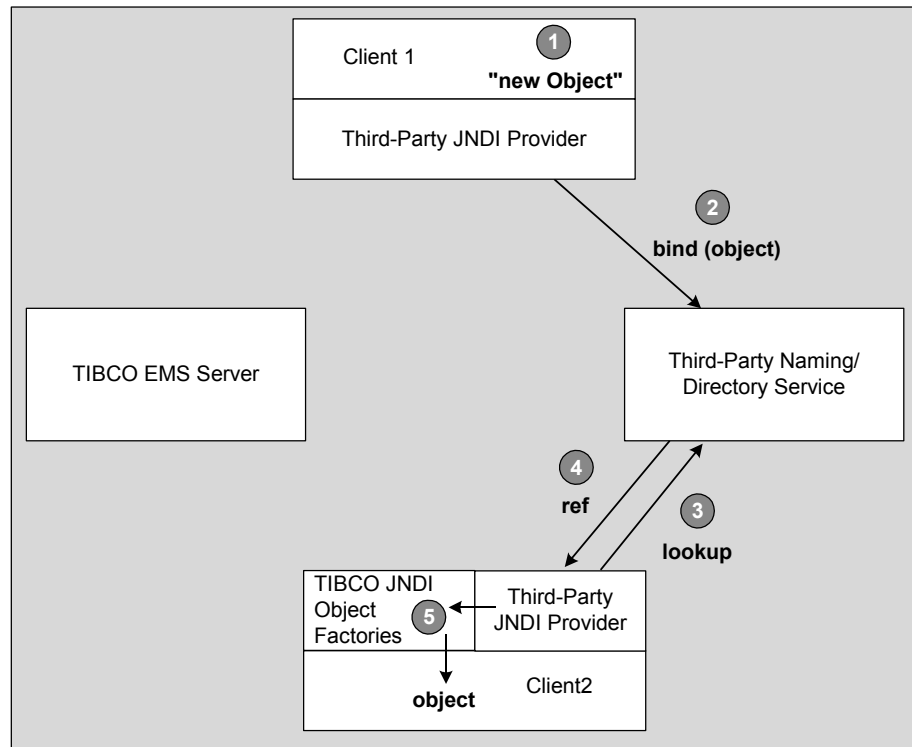 Client 1
1
"new Object"
Third-Party JNDI Provider
2
bind (object)
TIBCO EMS Server
Third-Party Naming/
Directory Service
4
ref
3
lookup
TIBCO JNDI
Object
Factories
5
Third-Party
JNDI Provider
object
Client2